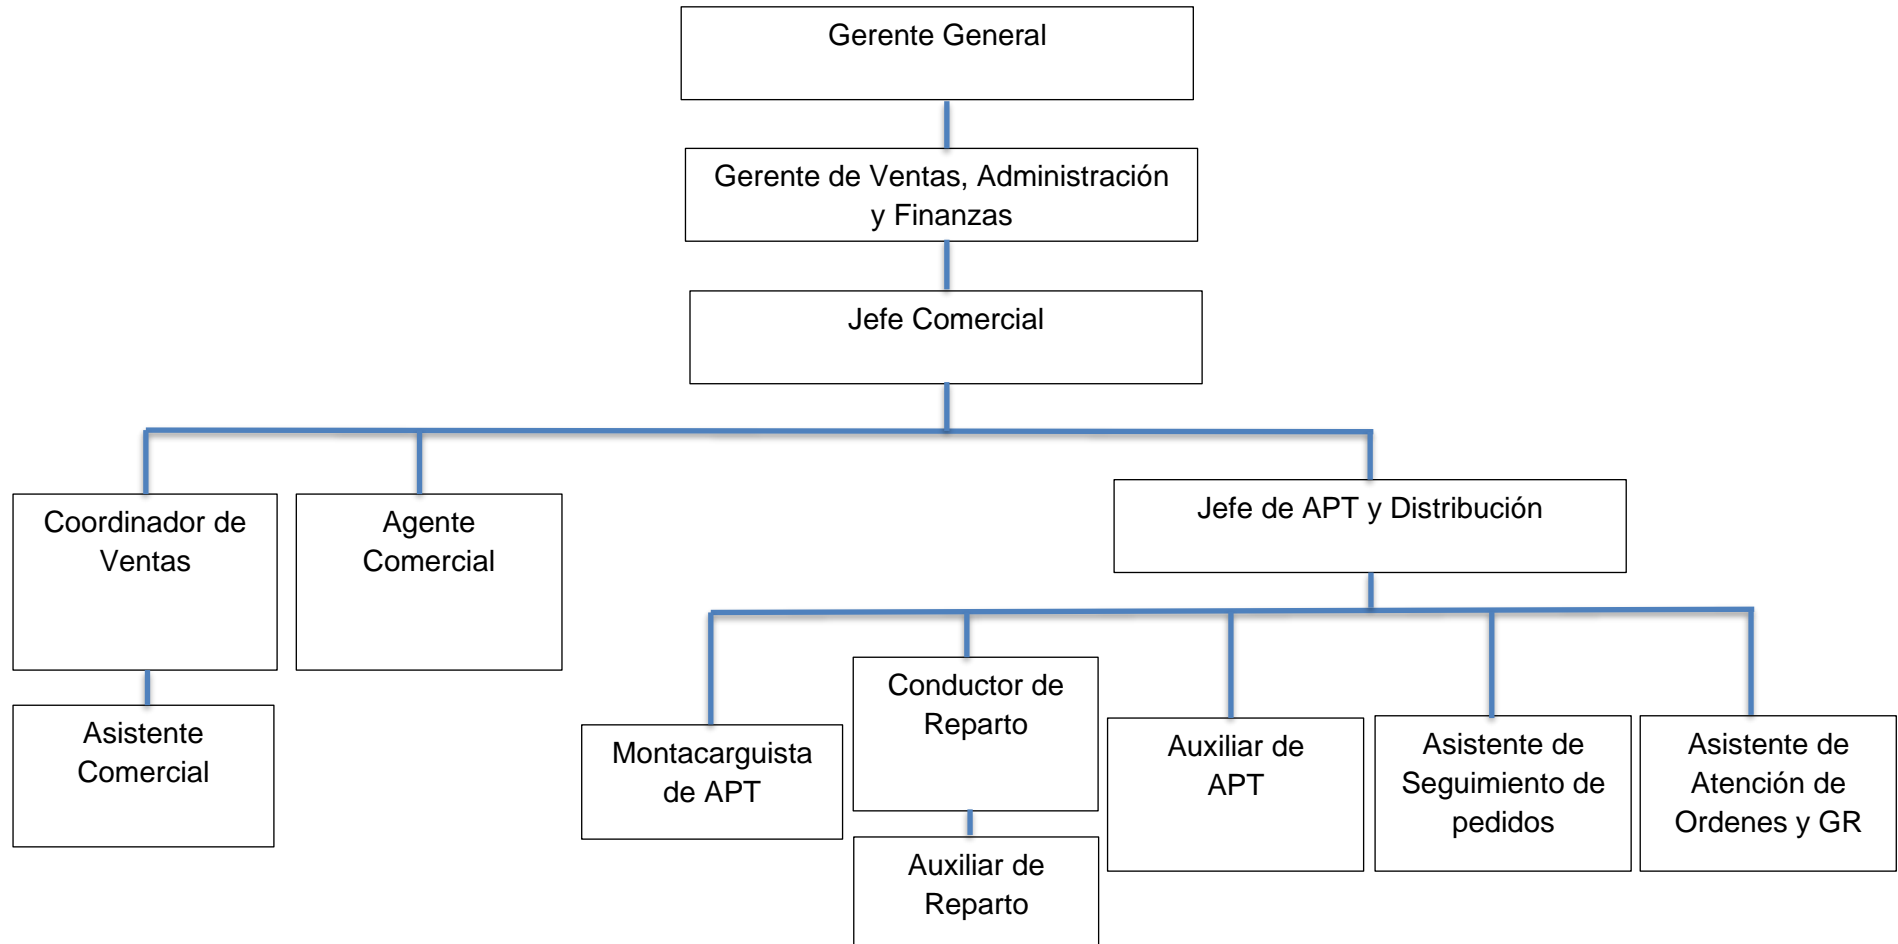 Gerente General
Gerente de Ventas, Administración
y Finanzas
Jefe Comercial
Coordinador de
Ventas
Agente
Comercial
Jefe de APT y Distribución
Asistente
Comercial
Montacarguista
de APT
Conductor de
Reparto
Auxiliar de
APT
Asistente de
Seguimiento de
pedidos
Asistente de
Atención de
Ordenes y GR
Auxiliar de
Reparto